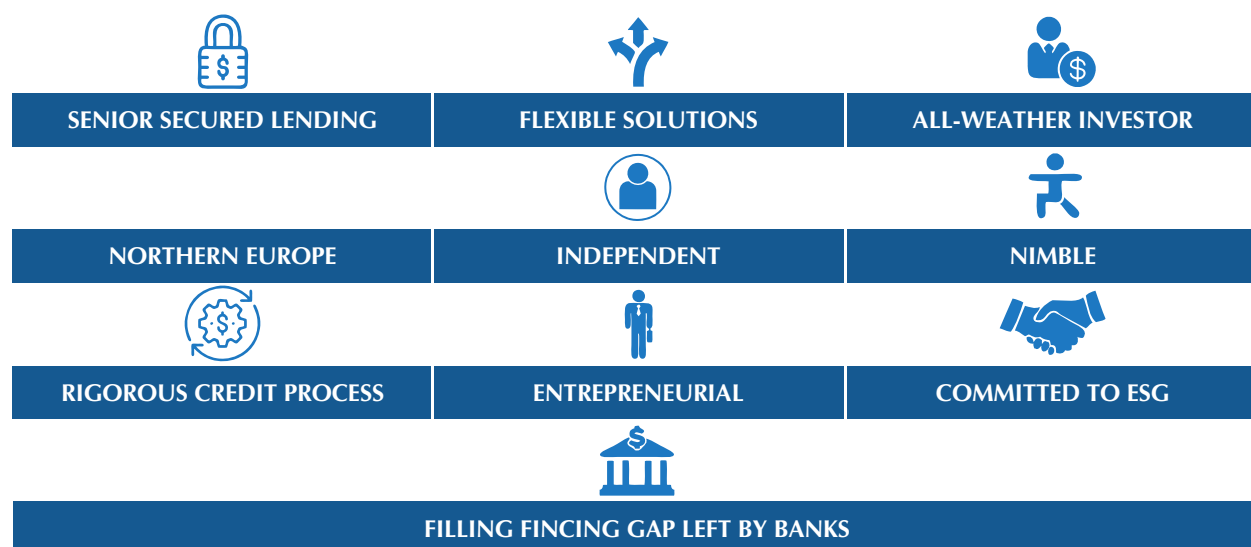 $
$
SENIOR SECURED LENDING
FLEXIBLE SOLUTIONS
ALL-WEATHER INVESTOR
NORTHERN EUROPE
INDEPENDENT
NIMBLE
$
RIGOROUS CREDIT PROCESS
ENTREPRENEURIAL
COMMITTED TO ESG
$
FILLING FINCING GAP LEFT BY BANKS